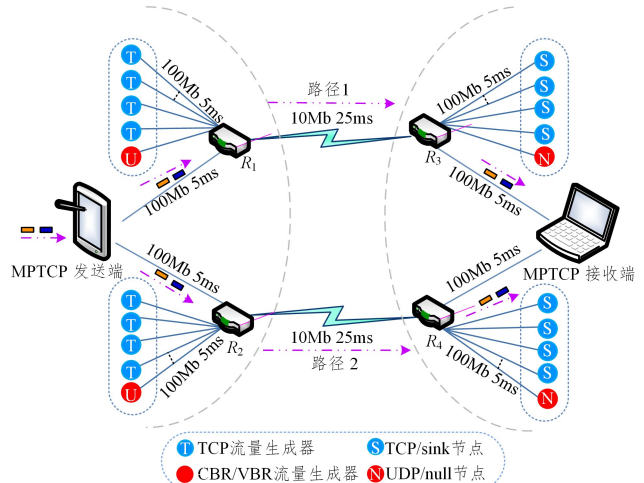 T
T
T
T
U
100Mb 5ms
路径1
10Mb 25ms
100Mb 5ms
S
S
S
S
N
R1
R3
100Mb 5ms
100Mb 5ms
MPTCP 发送端
MPTCP 接收端
100Mb 5ms
100Mb 5ms
T
T
T
T
U
100Mb 5ms
R2
10Mb 25ms
路径 2
R4
100Mb 5ms
S
S
S
S
N
T TCP流量生成器
S TCP/sink节点
CBR/VBR流量生成器
N UDP/null节点